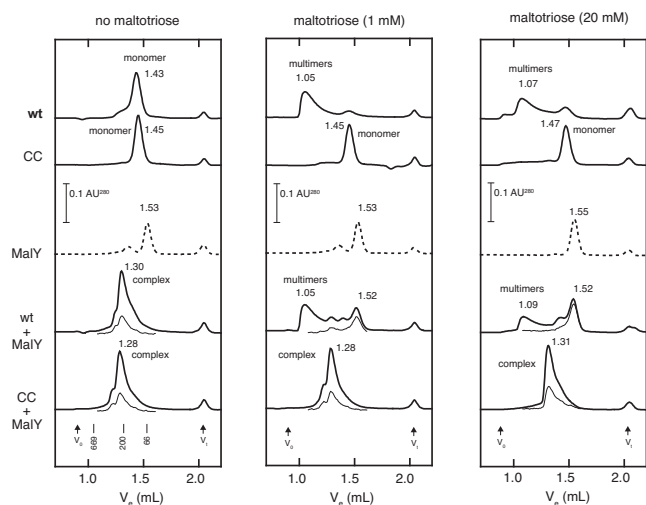 no maltotriose
maltotriose (1 mM)
maltotriose (20 mM)
monomer
1.43
multimers
1.05
multimers
1.07
wt
monomer
1.45
1.45
monomer
1.47
monomer
CC
0.1 AU280
0.1 AU280
0.1 AU280
1.53
1.53
1.55
MalY
1.30
complex
multimers
1.05
1.52
multimers
1.09
1.52
wt
+
MalY
1.28
complex
complex
1.28
complex
1.31
CC
+
MalY
V0
669
200
66
Vt
V0
Vt
V0
Vt
1.0 1.5 2.0
1.0 1.5 2.0
1.0 1.5 2.0
Ve (mL)
Ve (mL)
Ve (mL)